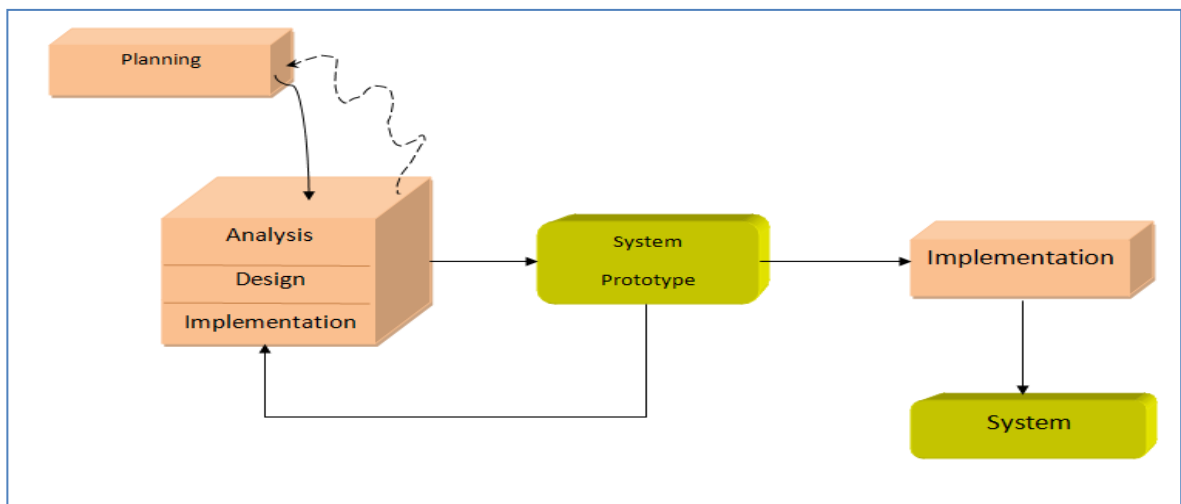 Planning
Analysis
Design
Implementation
System
Prototype
Implementation
System